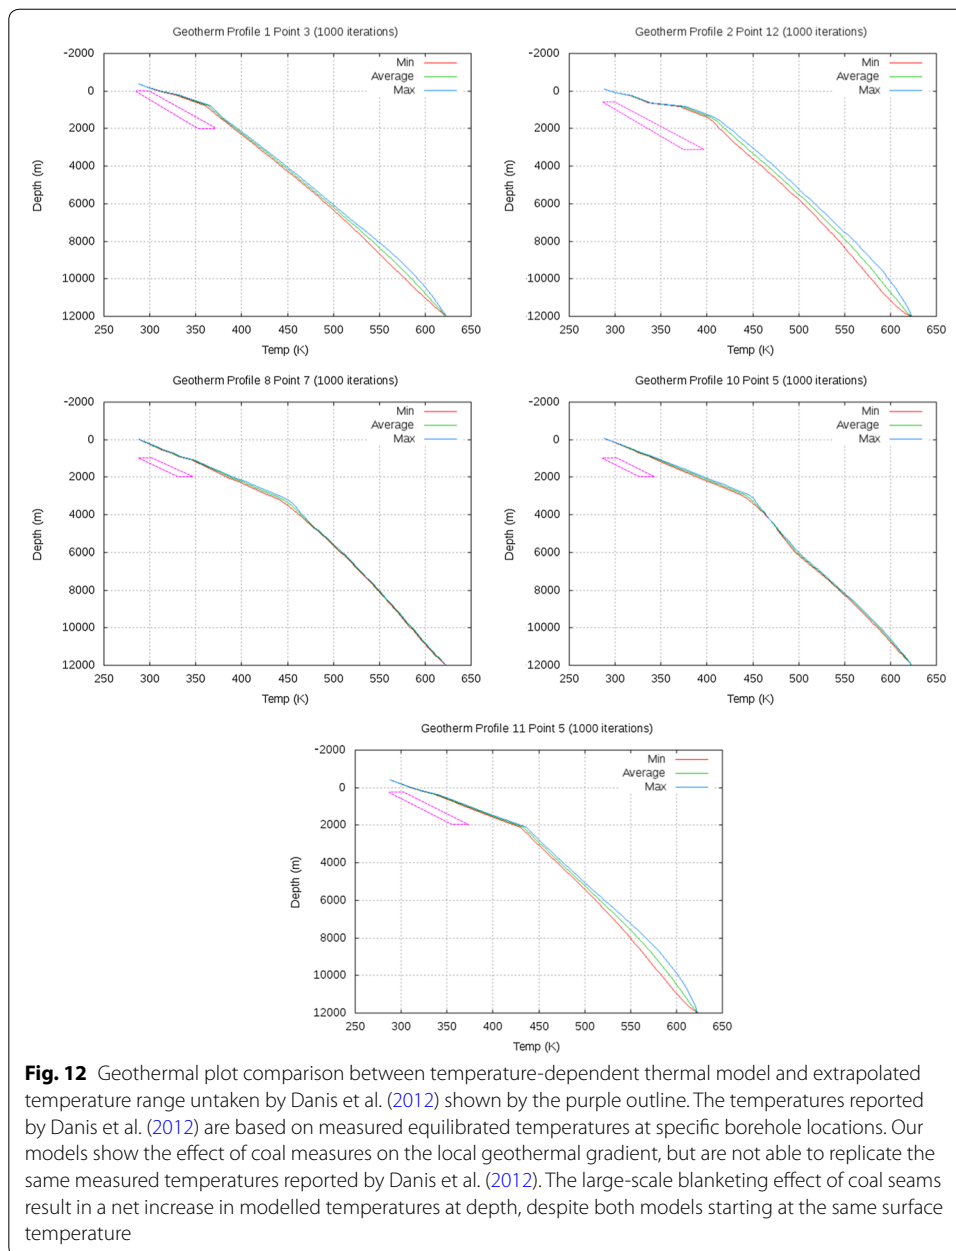 Geotherm Profile 1 Point 3 (1000 iterations)
-2000
0
2000
4000
6000
8000
10000
12000
250 300 350 400 450 500 550 600 650
Depth (m)
Temp (K)
Min
Average
Max
Geotherm Profile 2 Point 12 (1000 iterations)
-2000
0
2000
4000
6000
8000
10000
12000
250 300 350 400 450 500 550 600 650
Depth (m)
Temp (K)
Min
Average
Max
Geotherm Profile 8 Point 7 (1000 iterations)
-2000
0
2000
4000
6000
8000
10000
12000
250 300 350 400 450 500 550 600 650
Depth (m)
Temp (K)
Min
Average
Max
Geotherm Profile 10 Point 5 (1000 iterations)
-2000
0
2000
4000
6000
8000
10000
12000
250 300 350 400 450 500 550 600 650
Depth (m)
Temp (K)
Min
Average
Max
Geotherm Profile 11 Point 5 (1000 iterations)
-2000
0
2000
4000
6000
8000
10000
12000
250 300 350 400 450 500 550 600 650
Depth (m)
Temp (K)
Min
Average
Max
Fig. 12 Geothermal plot comparison between temperature-dependent thermal model and extrapolated
temperature range untaken by Danis et al. (2012) shown by the purple outline. The temperatures reported
by Danis et al. (2012) are based on measured equilibrated temperatures at specific borehole locations. Our
models show the effect of coal measures on the local geothermal gradient, but are not able to replicate the
same measured temperatures reported by Danis et al. (2012). The large-scale blanketing effect of coal seams
result in a net increase in modelled temperatures at depth, despite both models starting at the same surface
temperature